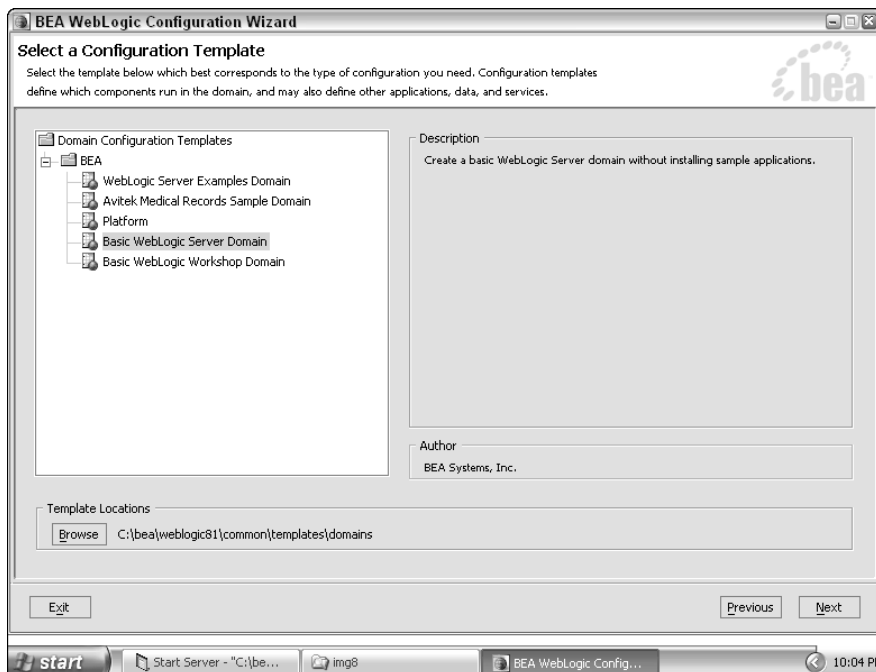 BEA WebLogic Configuration Wizard
Select a Configuration Template
Select the template below which best corresponds to the type of configuration you need. Configuration templates
define which components run in the domain, and may also define other applications, data, and services.
bea
Domain Configuration Templates
BEA
WebLogic Server Examples Domain
Avitek Medical Records Sample Domain
Platform
Basic WebLogic Server Domain
Basic WebLogic Workshop Domain
Description
Create a basic WebLogic Server domain without installing sample applications.
Author
BEA Systems, Inc.
Template Locations
Browse C:\bea\weblogic81\common\templates\domains
Exit Previous Next
start Start Server - "C:\be... img8 BEA WebLogic Config... 10:04 P